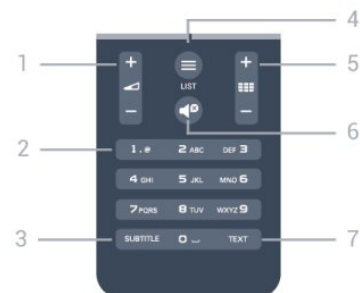 4
1
+
+
5
LIST
−
−
6
2
1.@ 2 ABC DEF 3
4 GHI 5 JKL MNO 6
7 PQRS 8 TUV WXYZ 9
3
SUBTITLE 0 ⎵ TEXT
7